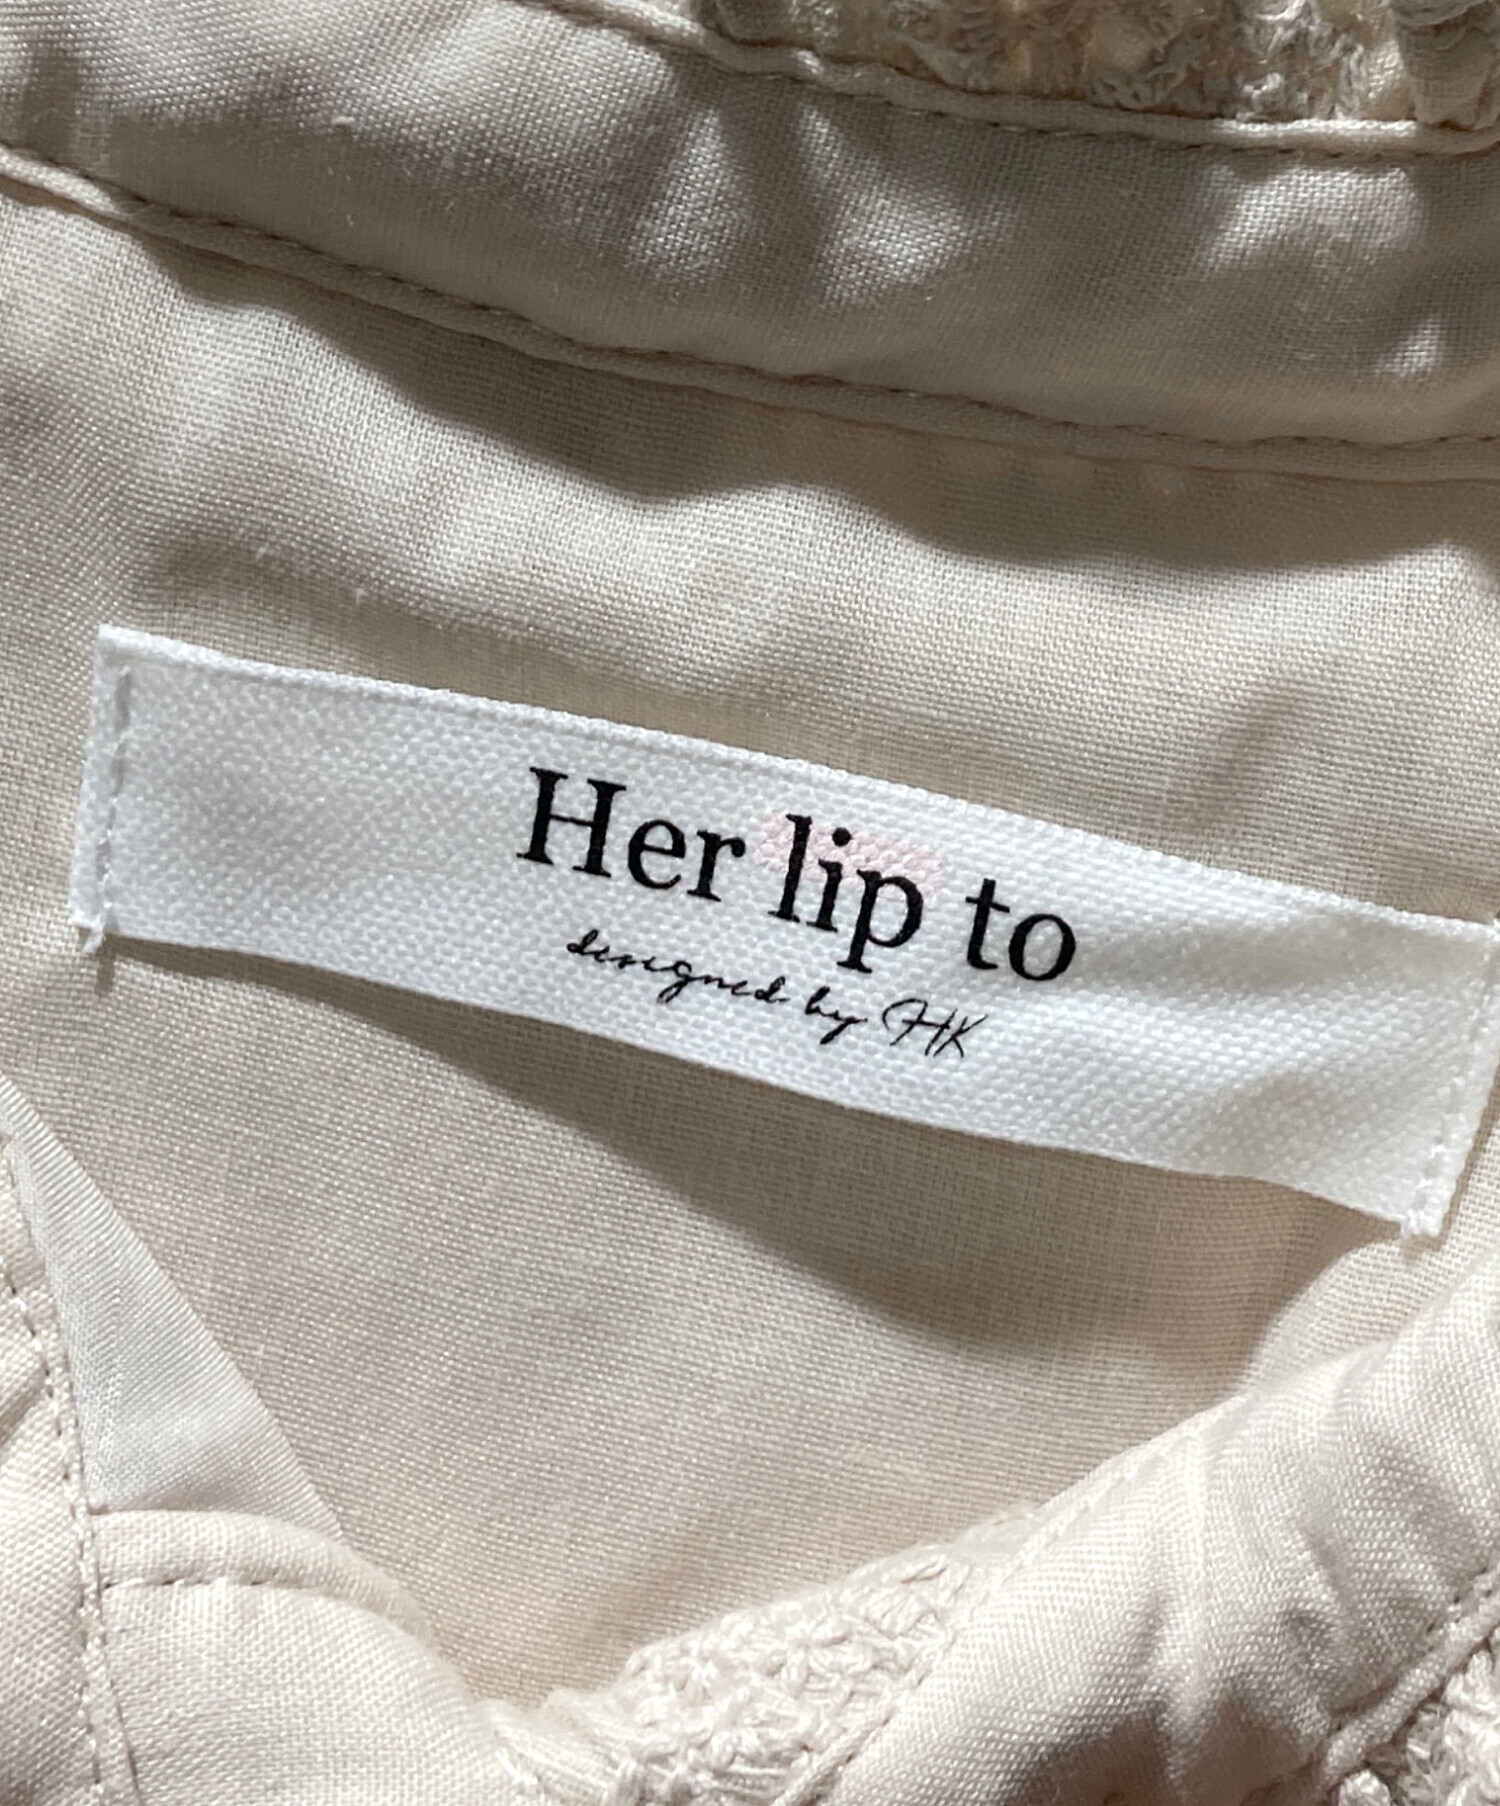 Her lip to
designed by HK